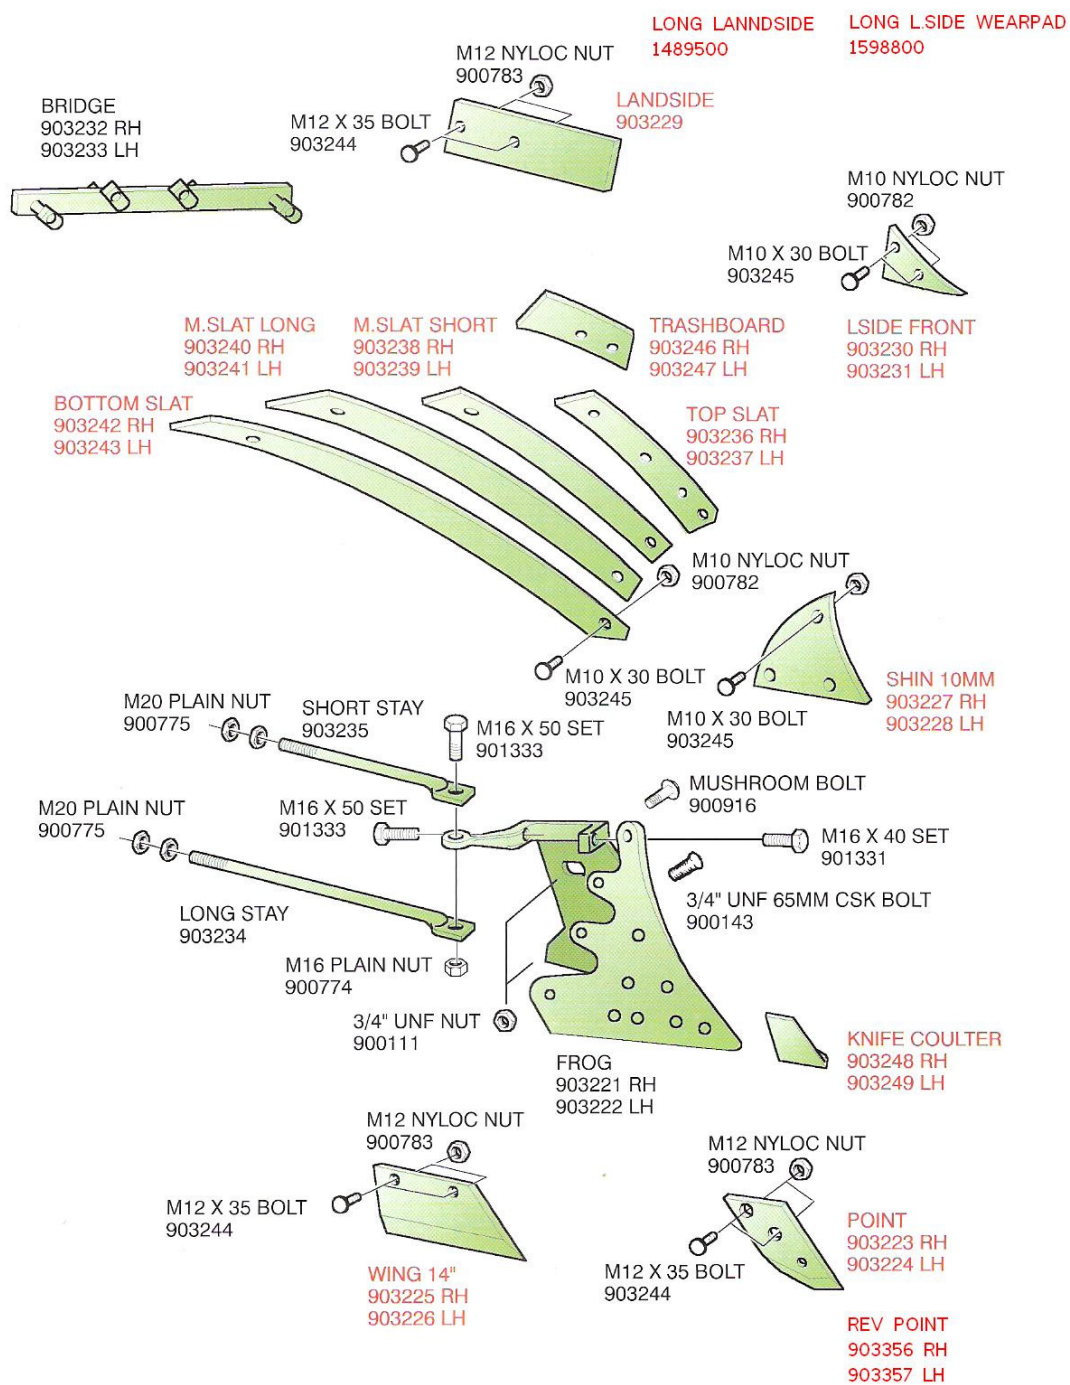 LONG LANNDSIDE
1489500
LONG L.SIDE WEARPAD
1598800
M12 NYLOC NUT
900783
LANDSIDE
903229
BRIDGE
903232 RH
903233 LH
M12 X 35 BOLT
903244
M10 NYLOC NUT
900782
M10 X 30 BOLT
903245
M.SLAT LONG
903240 RH
903241 LH
M.SLAT SHORT
903238 RH
903239 LH
TRASHBOARD
903246 RH
903247 LH
LSIDE FRONT
903230 RH
903231 LH
BOTTOM SLAT
903242 RH
903243 LH
TOP SLAT
903236 RH
903237 LH
M10 NYLOC NUT
900782
M10 X 30 BOLT
903245
SHIN 10MM
903227 RH
903228 LH
M10 X 30 BOLT
903245
M20 PLAIN NUT
900775
SHORT STAY
903235
M16 X 50 SET
901333
MUSHROOM BOLT
900916
M20 PLAIN NUT
900775
M16 X 50 SET
901333
M16 X 40 SET
901331
3/4" UNF 65MM CSK BOLT
900143
LONG STAY
903234
M16 PLAIN NUT
900774
3/4" UNF NUT
900111
FROG
903221 RH
903222 LH
KNIFE COULTER
903248 RH
903249 LH
M12 NYLOC NUT
900783
M12 X 35 BOLT
903244
WING 14"
903225 RH
903226 LH
M12 NYLOC NUT
900783
M12 X 35 BOLT
903244
POINT
903223 RH
903224 LH
REV POINT
903356 RH
903357 LH